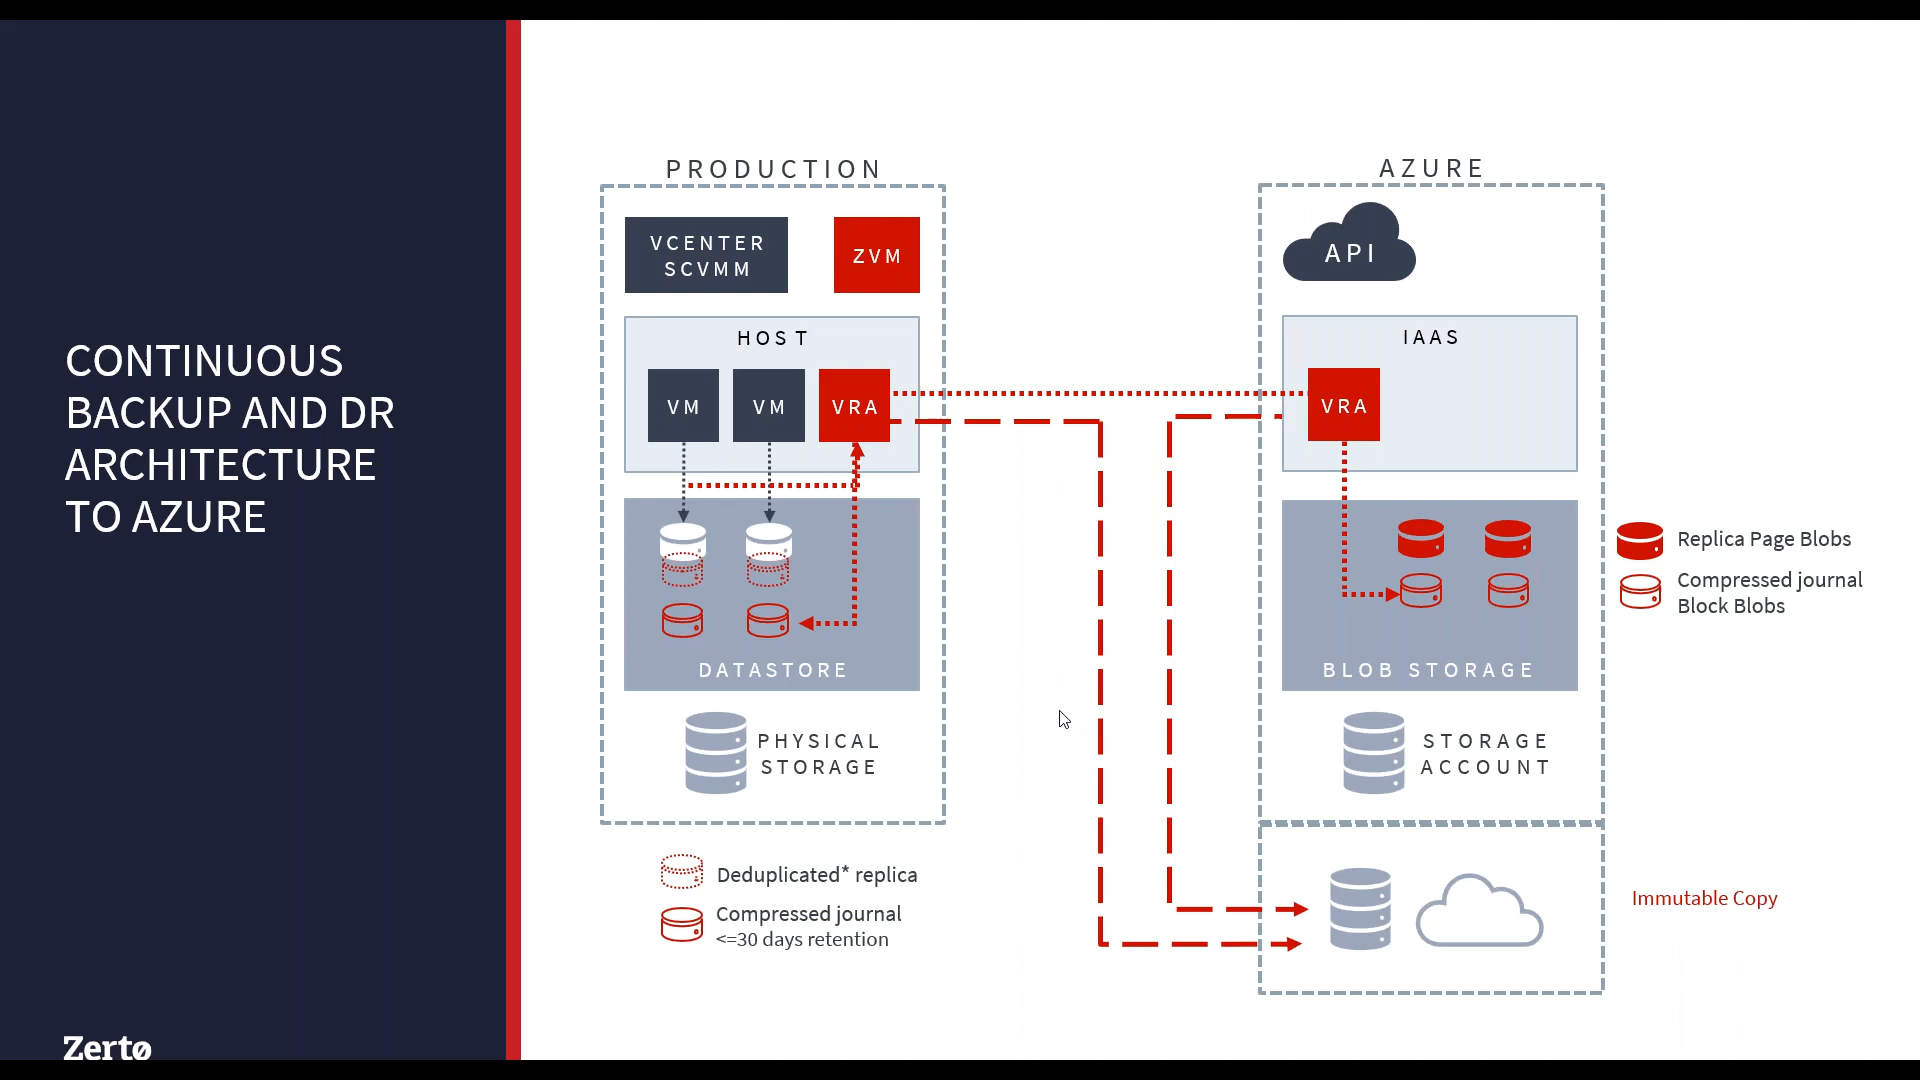 CONTINUOUS
BACKUP AND DR
ARCHITECTURE
TO AZURE
Zertø
PRODUCTION
VCENTER
SCVMM
ZVM
HOST
VM
VM
VRA
DATASTORE
PHYSICAL
STORAGE
Deduplicated* replica
Compressed journal
<=30 days retention
AZURE
API
IAAS
VRA
BLOB STORAGE
STORAGE
ACCOUNT
Replica Page Blobs
Compressed journal
Block Blobs
Immutable Copy